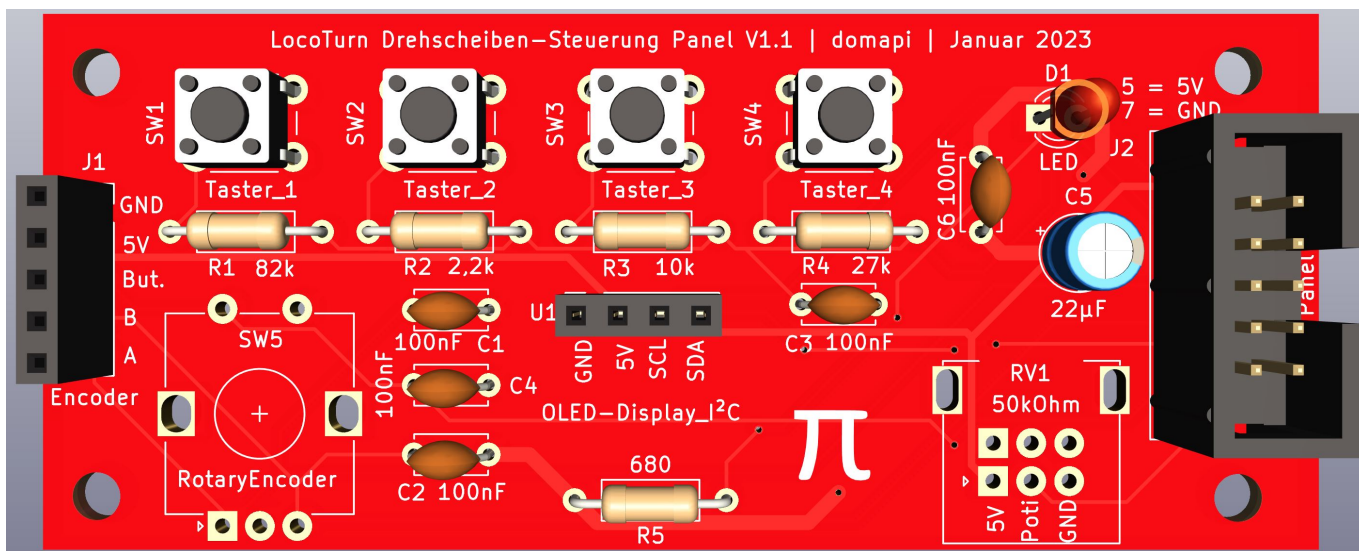 LocoTurn Drehscheiben-Steuerung Panel V1.1 | domapi | Januar 2023
SW1
SW2
SW3
SW4
D1
5 = 5V
7 = GND
LED
J2
J1
Taster_1
Taster_2
Taster_3
Taster_4
C6 100nF
C5
+
GND
5V
But.
B
A
Encoder
R1 82k
R2 2,2k
R3 10k
R4 27k
22µF
Panel
SW5
100nF C1
U1
GND
5V
SCL
SDA
C3 100nF
100nF
C4
OLED-Display_I²C
RV1
50kOhm
π
RotaryEncoder
C2 100nF
680
R5
5V
Poti
GND